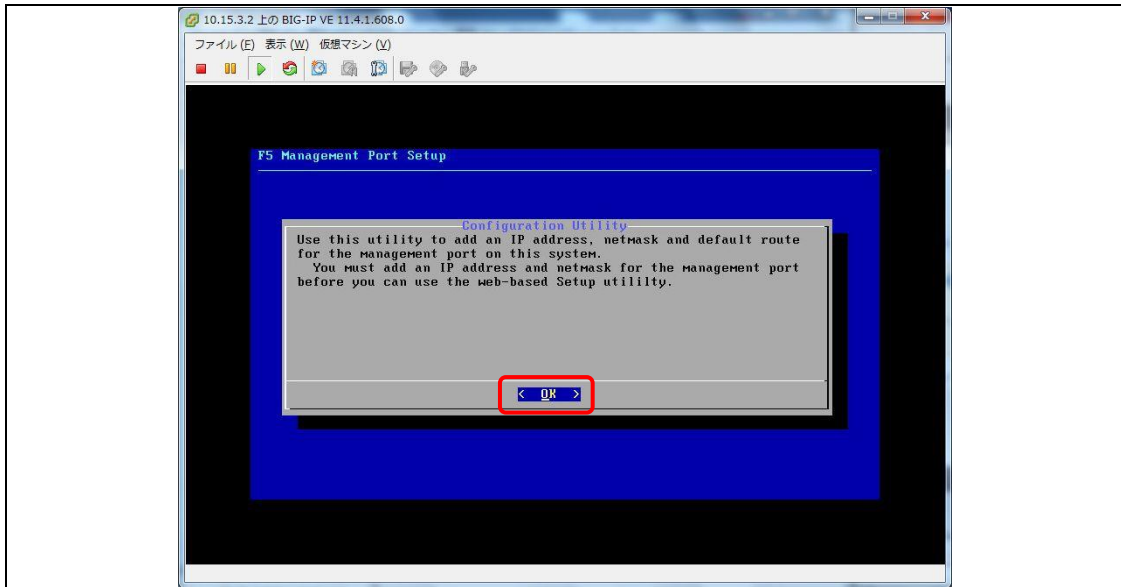 10.15.3.2 上の BIG-IP VE 11.4.1.608.0
ファイル (F) 表示 (W) 仮想マシン (V)
F5 Management Port Setup
Configuration Utility
Use this utility to add an IP address, netmask and default route
for the management port on this system.
You must add an IP address and netmask for the management port
before you can use the web-based Setup utililty.
< OK >